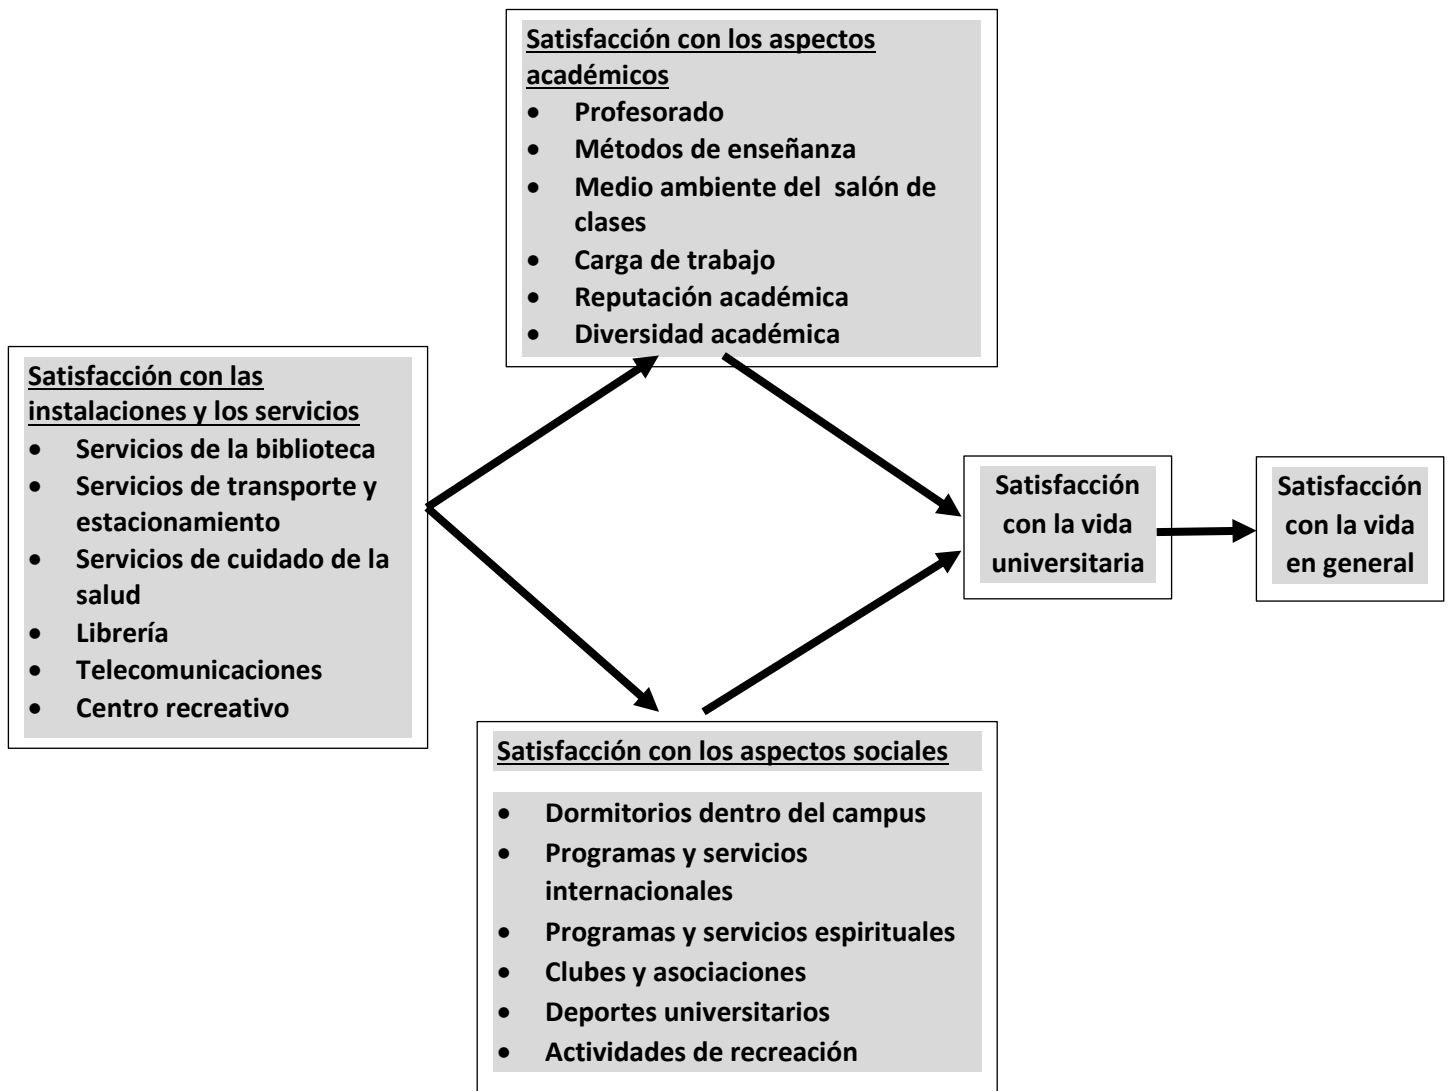 Satisfacción con los aspectos
académicos
• Profesorado
• Métodos de enseñanza
• Medio ambiente del  salón de
clases
• Carga de trabajo
• Reputación académica
• Diversidad académica
Satisfacción con las
instalaciones y los servicios
• Servicios de la biblioteca
• Servicios de transporte y
estacionamiento
• Servicios de cuidado de la
salud
• Librería
• Telecomunicaciones
• Centro recreativo
Satisfacción
con la vida
universitaria
Satisfacción
con la vida
en general
Satisfacción con los aspectos sociales
• Dormitorios dentro del campus
• Programas y servicios
internacionales
• Programas y servicios espirituales
• Clubes y asociaciones
• Deportes universitarios
• Actividades de recreación